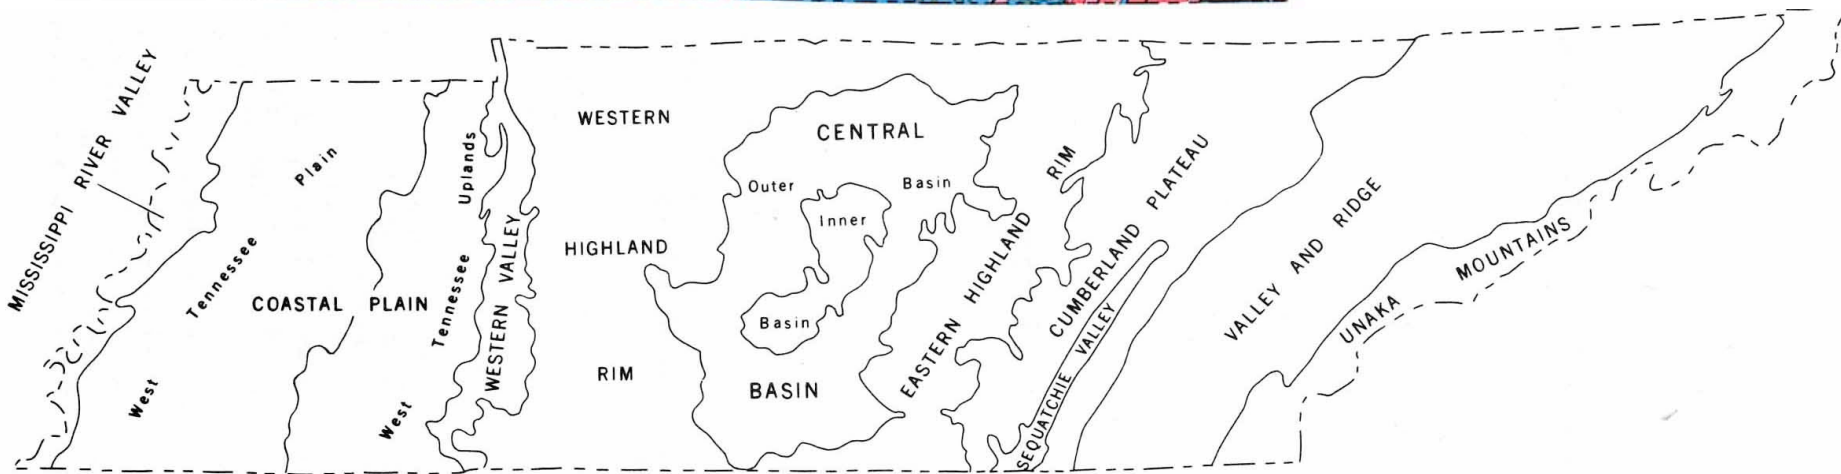 MISSISSIPPI RIVER VALLEY
West Tennessee Plain
COASTAL PLAIN
West Tennessee Uplands
WESTERN VALLEY
WESTERN
HIGHLAND
RIM
CENTRAL
BASIN
Outer Basin
Inner
Basin
EASTERN HIGHLAND RIM
CUMBERLAND PLATEAU
SEQUATCHIE VALLEY
VALLEY AND RIDGE
UNAKA MOUNTAINS